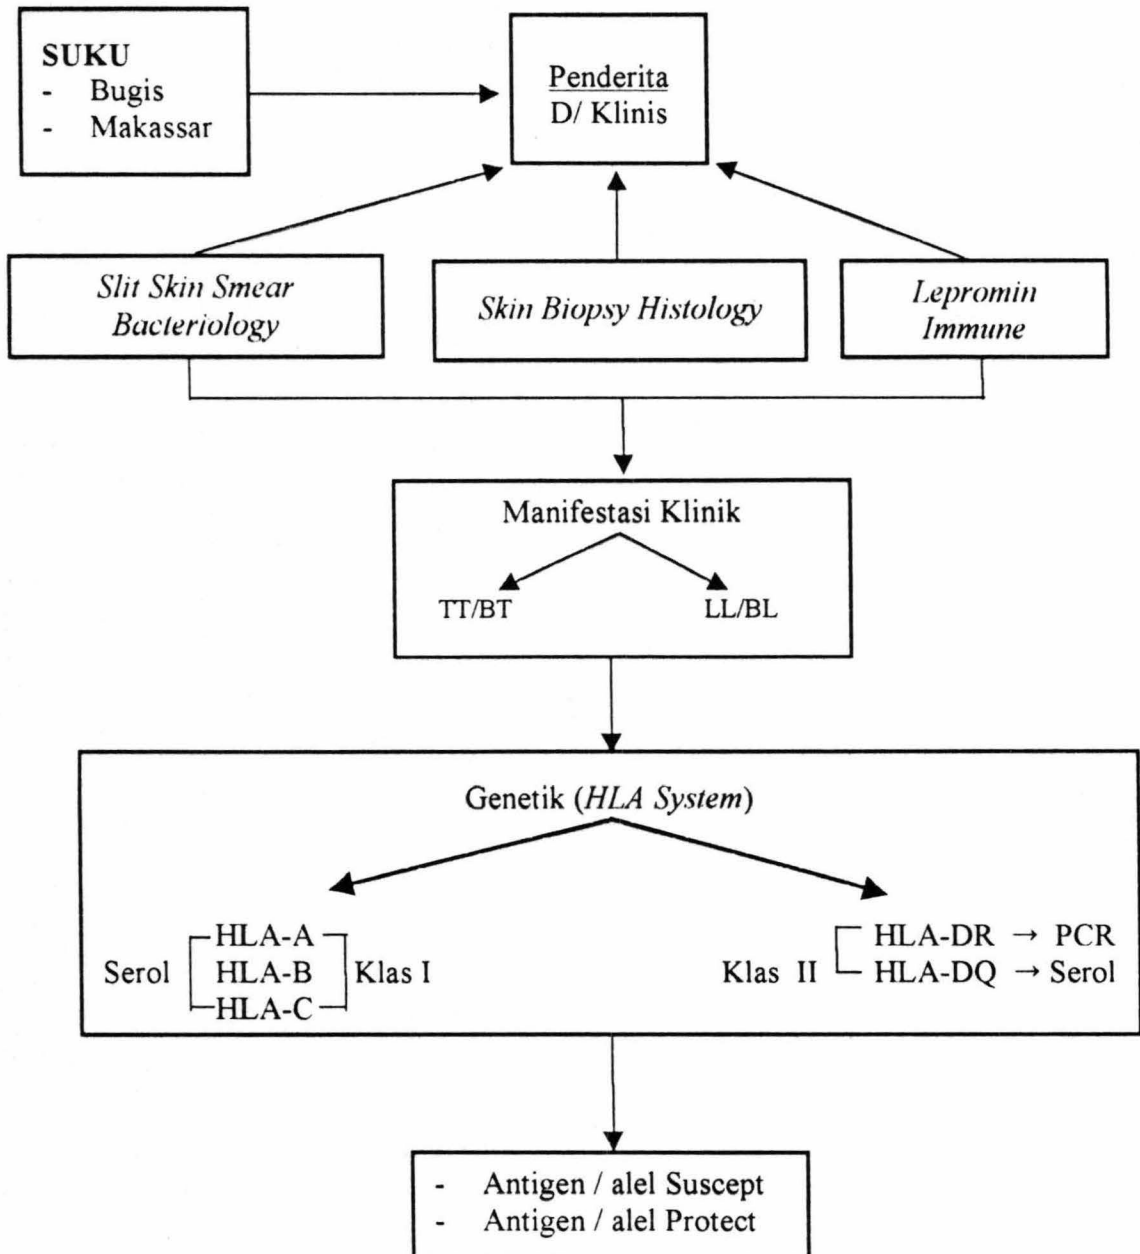 SUKU
- Bugis
- Makassar
Penderita
D/ Klinis
Slit Skin Smear
Bacteriology
Skin Biopsy Histology
Lepromin
Immune
Manifestasi Klinik
TT/BT
LL/BL
Genetik (HLA System)
HLA-A
Serol HLA-B Klas I
HLA-C
HLA-DR → PCR
Klas II HLA-DQ → Serol
- Antigen / alel Suscept
- Antigen / alel Protect